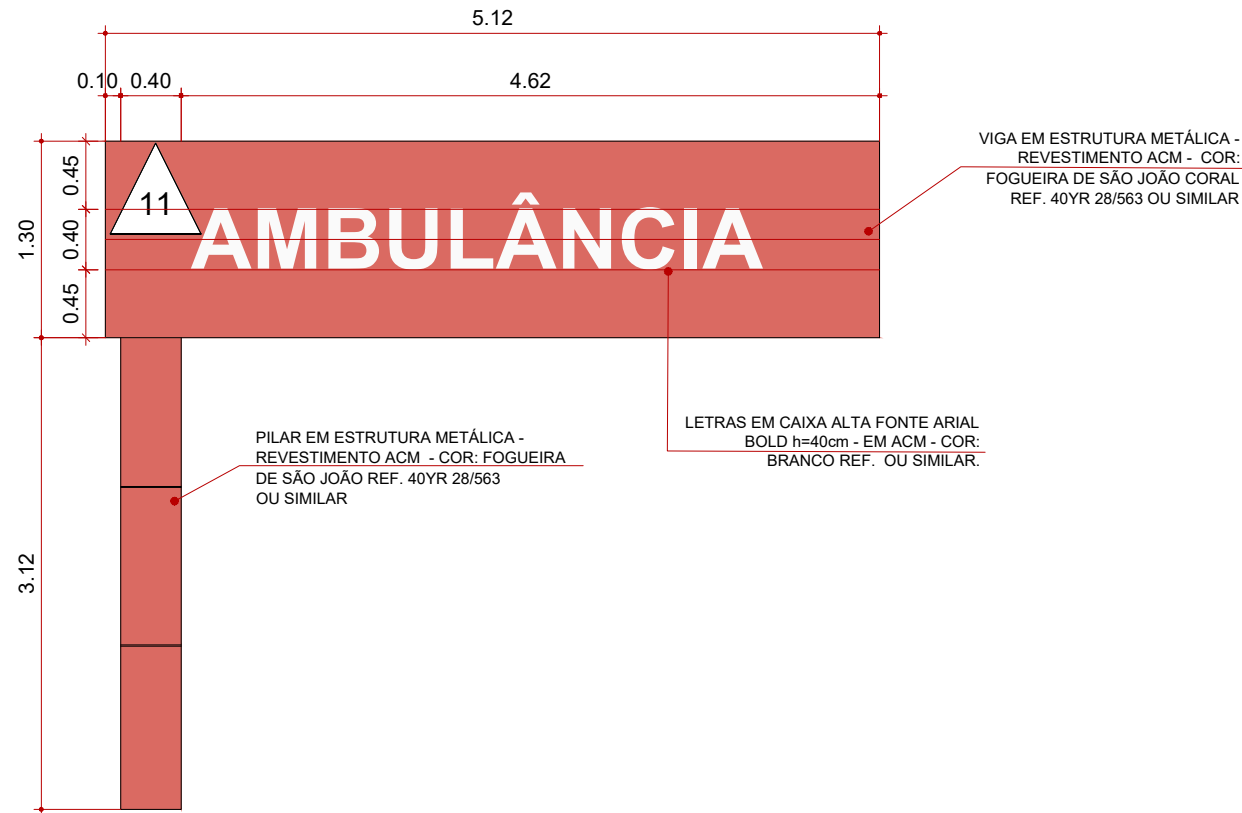 5.12
0.10 0.40 4.62
VIGA EM ESTRUTURA METÁLICA -
REVESTIMENTO ACM - COR:
FOGUEIRA DE SÃO JOÃO CORAL
REF. 40YR 28/563 OU SIMILAR
0.45
0.40
0.45
1.30
11
AMBULÂNCIA
LETRAS EM CAIXA ALTA FONTE ARIAL
BOLD h=40cm - EM ACM - COR:
BRANCO REF. OU SIMILAR.
PILAR EM ESTRUTURA METÁLICA -
REVESTIMENTO ACM - COR: FOGUEIRA
DE SÃO JOÃO REF. 40YR 28/563
OU SIMILAR
3.12